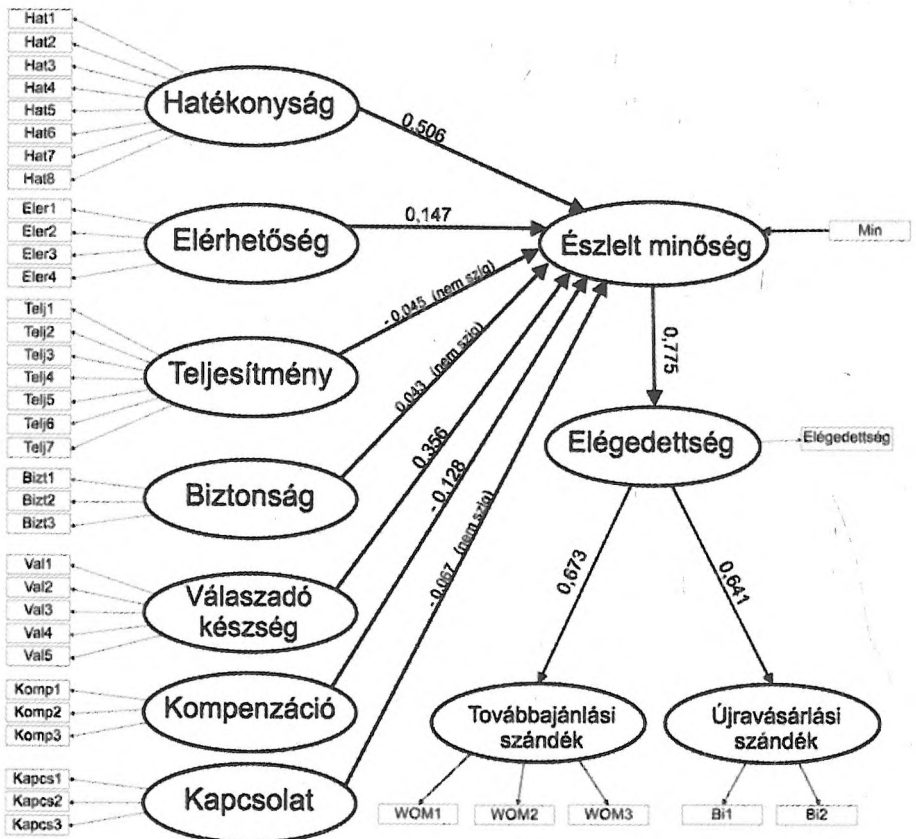 Hat1
Hat2
Hat3
Hat4
Hat5
Hat6
Hat7
Hat8
Hatékonyság
0,506
Eler1
Eler2
Eler3
Eler4
Elérhetőség
0,147
Észlelt minőség
Min
Telj1
Telj2
Telj3
Telj4
Telj5
Telj6
Telj7
Teljesítmény
- 0,045 (nem szig)
0,775
Bizt1
Bizt2
Bizt3
Biztonság
0,043 (nem szig)
Elégedettség
Elégedettség
Val1
Val2
Val3
Val4
Val5
Válaszadó
készség
0,356
Komp1
Komp2
Komp3
Kompenzáció
- 0,128
Kapcs1
Kapcs2
Kapcs3
Kapcsolat
- 0,067 (nem szig)
0,673
0,641
Továbbajánlási
szándék
Újravásárlási
szándék
WOM1
WOM2
WOM3
Bi1
Bi2